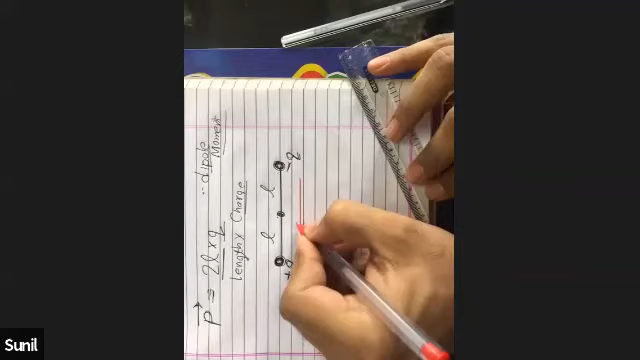 P⃗ ⇒ 2l × q :- dipole
Moment
Length × Charge
l l
+q -q
Sunil